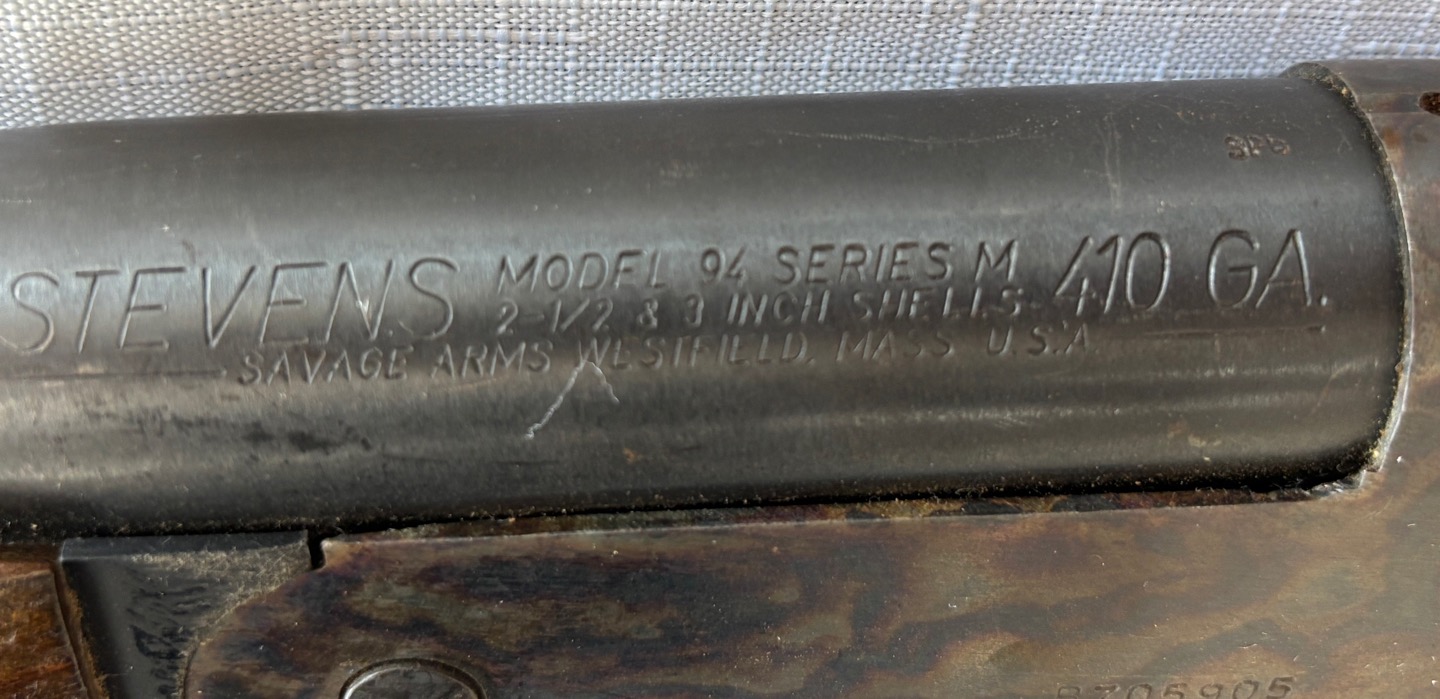 STEVENS MODEL 94 SERIES M 410 GA.
2-1/2 & 3 INCH SHELLS
SAVAGE ARMS WESTFIELD, MASS U.S.A